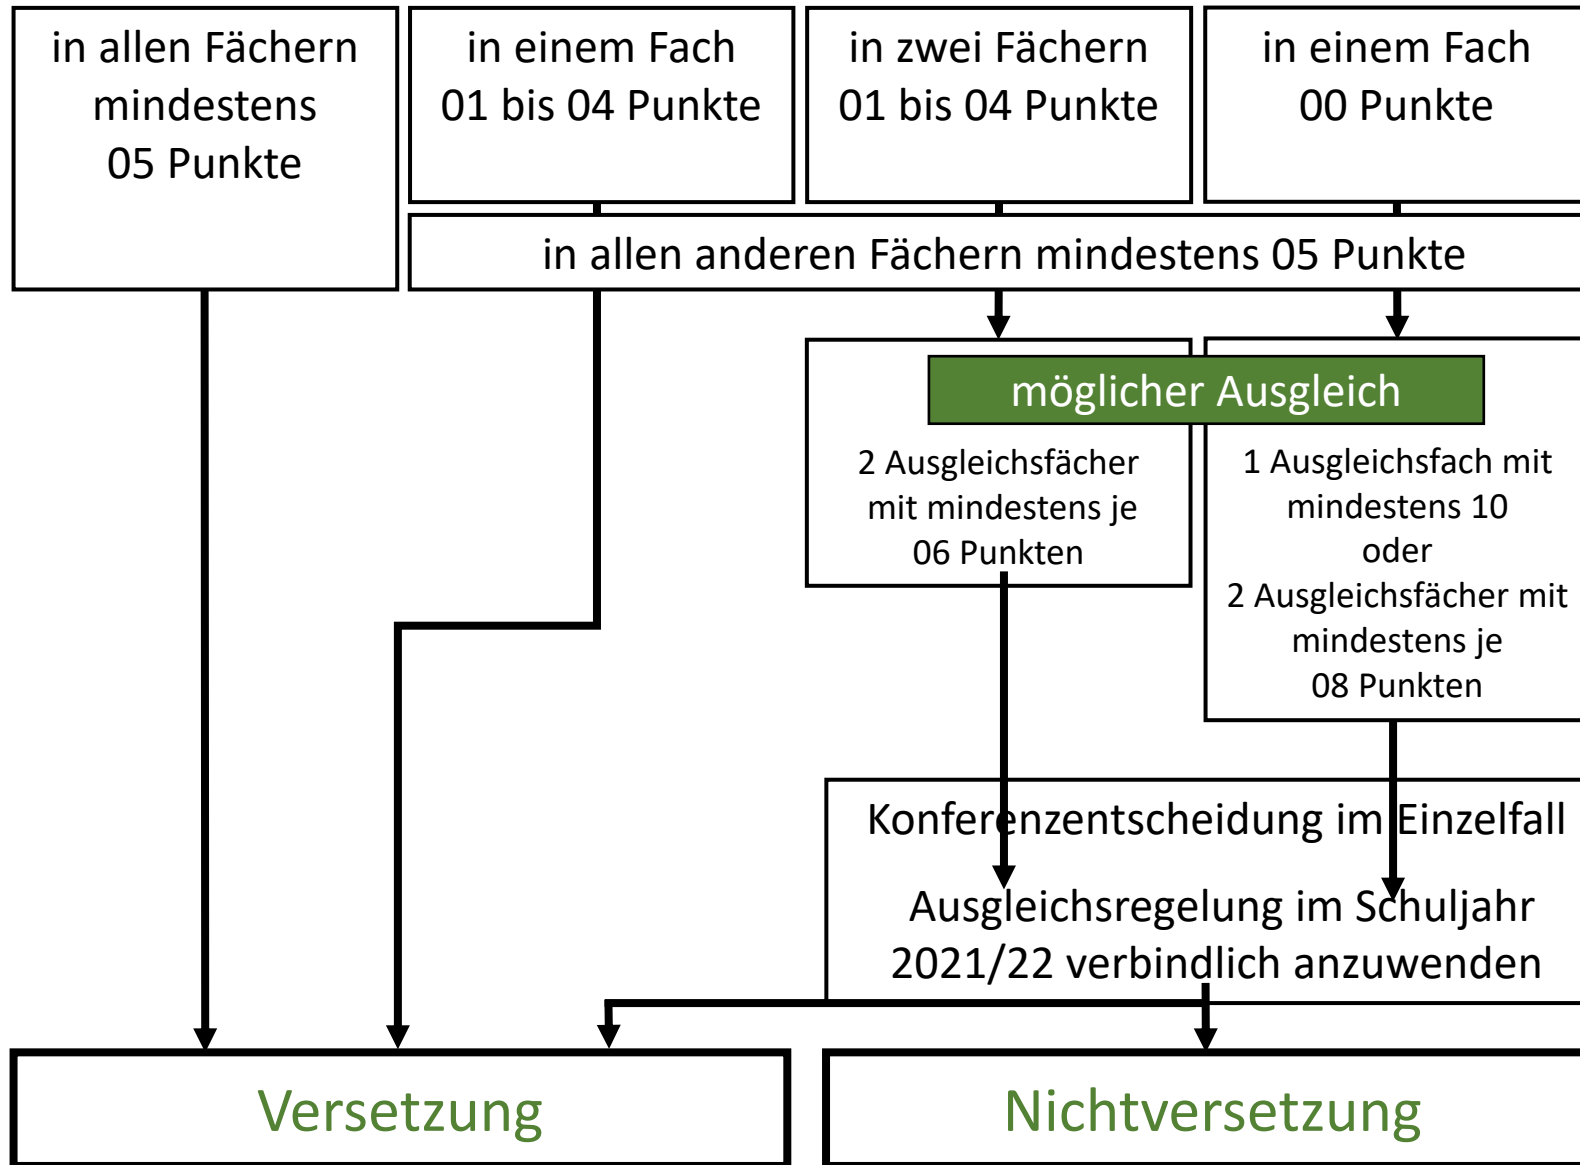 in allen Fächern
mindestens
05 Punkte
in einem Fach
01 bis 04 Punkte
in zwei Fächern
01 bis 04 Punkte
in einem Fach
00 Punkte
in allen anderen Fächern mindestens 05 Punkte
möglicher Ausgleich
2 Ausgleichsfächer
mit mindestens je
06 Punkten
1 Ausgleichsfach mit
mindestens 10
oder
2 Ausgleichsfächer mit
mindestens je
08 Punkten
Konferenzentscheidung im Einzelfall
Ausgleichsregelung im Schuljahr
2021/22 verbindlich anzuwenden
Versetzung
Nichtversetzung